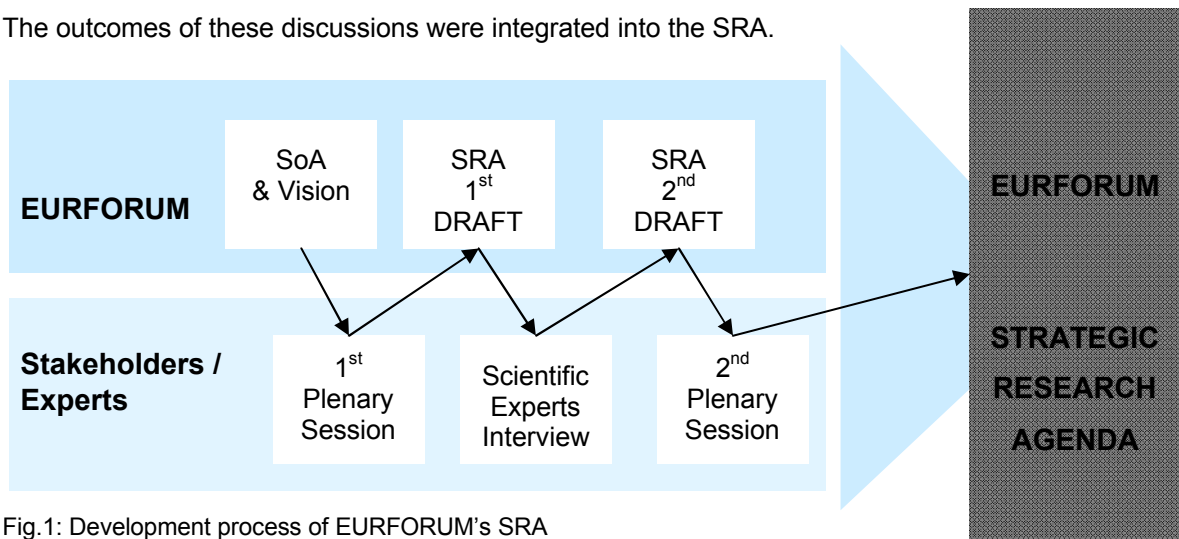 The outcomes of these discussions were integrated into the SRA.
EURFORUM
SoA
& Vision
SRA
1st
DRAFT
SRA
2nd
DRAFT
Stakeholders /
Experts
1st
Plenary
Session
Scientific
Experts
Interview
2nd
Plenary
Session
EURFORUM
STRATEGIC
RESEARCH
AGENDA
Fig.1: Development process of EURFORUM’s SRA